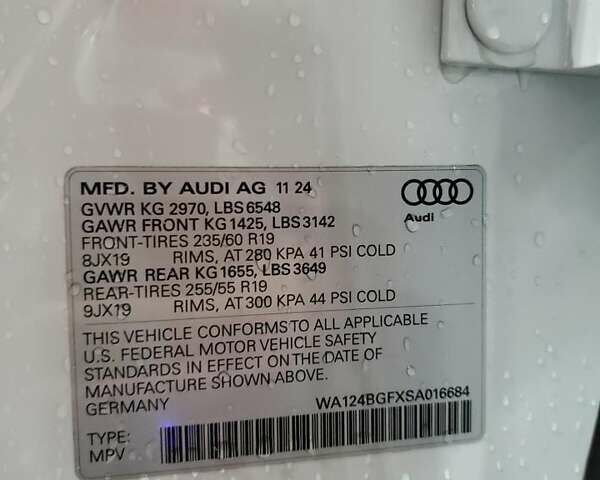 MFD. BY AUDI AG 11 24
Audi
GVWR KG 2970, LBS 6548
GAWR FRONT KG 1425, LBS 3142
FRONT-TIRES 235/60 R19
8JX19 RIMS, AT 280 KPA 41 PSI COLD
GAWR REAR KG 1655, LBS 3649
REAR-TIRES 255/55 R19
9JX19 RIMS, AT 300 KPA 44 PSI COLD
THIS VEHICLE CONFORMS TO ALL APPLICABLE
U.S. FEDERAL MOTOR VEHICLE SAFETY
STANDARDS IN EFFECT ON THE DATE OF
MANUFACTURE SHOWN ABOVE.
GERMANY WA124BGFXSA016684
TYPE:
MPV